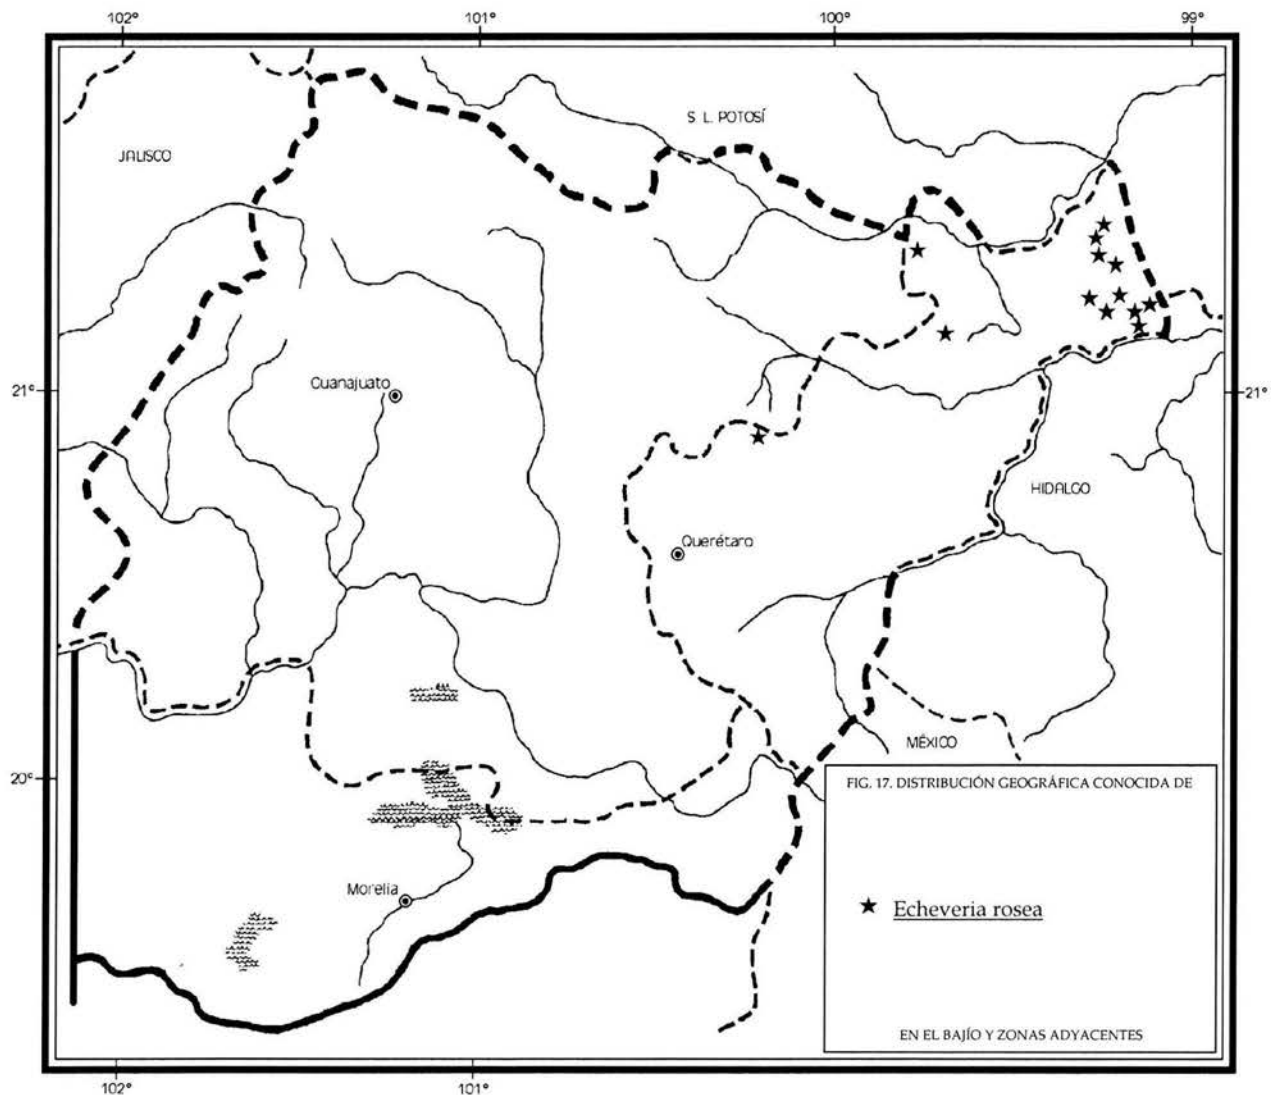 102° 101° 100° 99°
S. L. POTOSÍ
JALISCO
21° Guanajuato 21°
HIDALGO
Querétaro
MÉXICO
20°
FIG. 17. DISTRIBUCIÓN GEOGRÁFICA CONOCIDA DE
Morelia
Echeveria rosea
EN EL BAJÍO Y ZONAS ADYACENTES
102° 101°